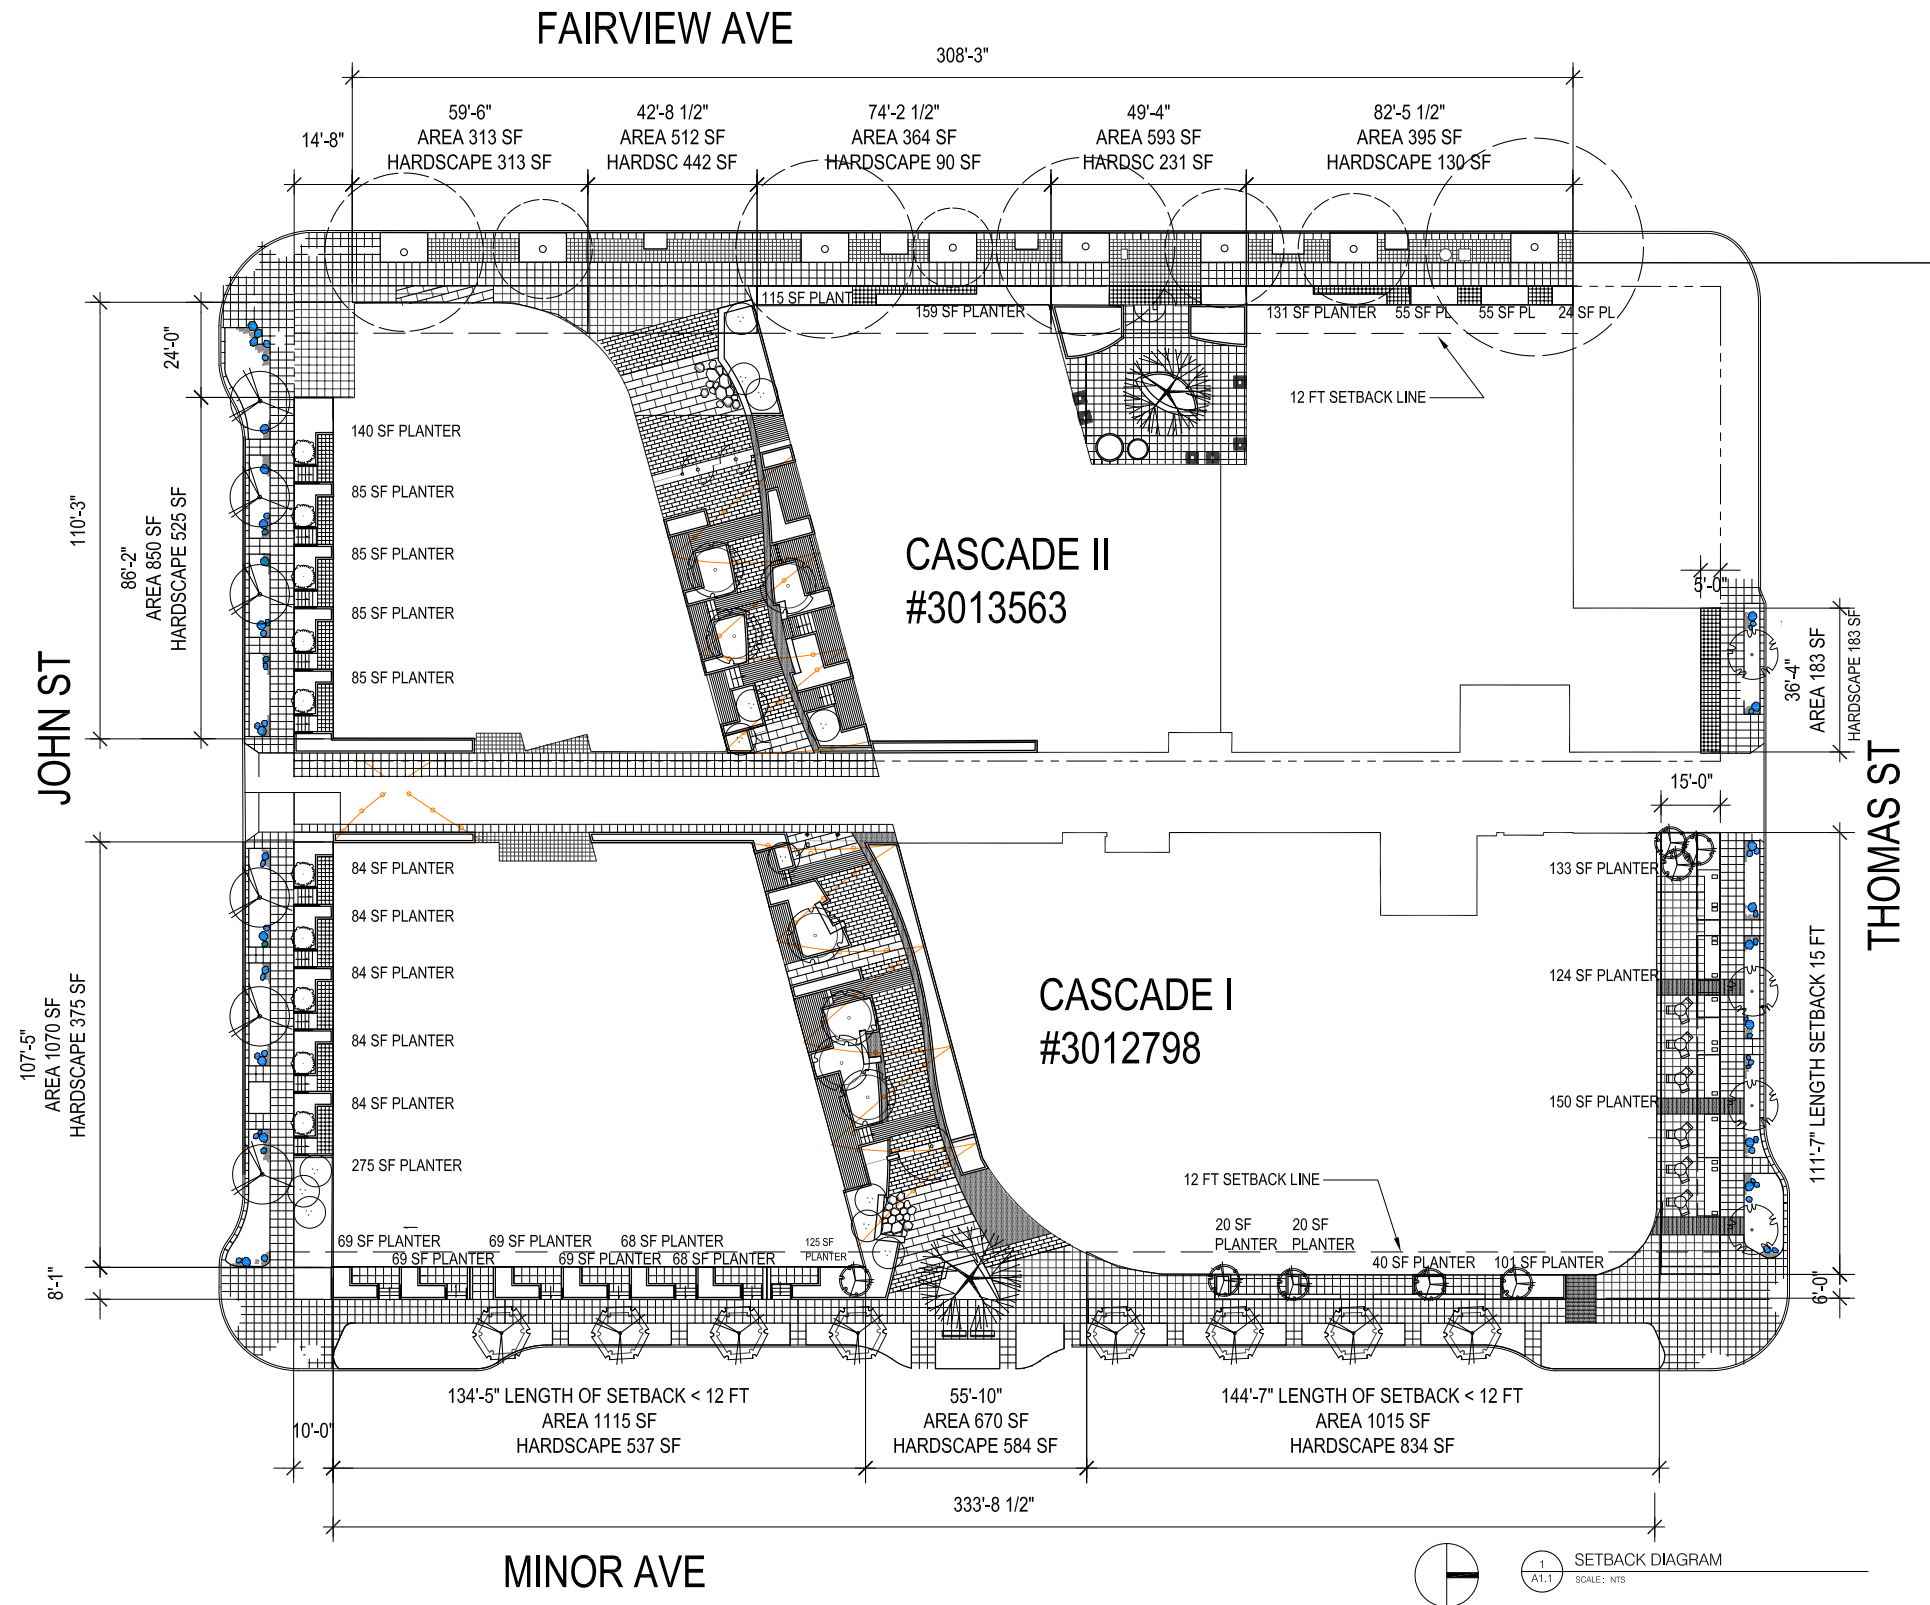 FAIRVIEW AVE
308'-3"
14'-8"
59'-6"
AREA 313 SF
HARDSCAPE 313 SF
42'-8 1/2"
AREA 512 SF
HARDSC 442 SF
74'-2 1/2"
AREA 364 SF
HARDSCAPE 90 SF
49'-4"
AREA 593 SF
HARDSC 231 SF
82'-5 1/2"
AREA 395 SF
HARDSCAPE 130 SF
115 SF PLANT
159 SF PLANTER
131 SF PLANTER
55 SF PL
55 SF PL
24 SF PL
12 FT SETBACK LINE
24'-0"
110'-3"
86'-2"
AREA 850 SF
HARDSCAPE 525 SF
140 SF PLANTER
85 SF PLANTER
85 SF PLANTER
85 SF PLANTER
85 SF PLANTER
CASCADE II
#3013563
5'-0"
36'-4"
AREA 183 SF
HARDSCAPE 183 SF
JOHN ST
THOMAS ST
15'-0"
107'-5"
AREA 1070 SF
HARDSCAPE 375 SF
84 SF PLANTER
84 SF PLANTER
84 SF PLANTER
84 SF PLANTER
84 SF PLANTER
275 SF PLANTER
CASCADE I
#3012798
133 SF PLANTER
124 SF PLANTER
150 SF PLANTER
111'-7" LENGTH SETBACK 15 FT
12 FT SETBACK LINE
8'-1"
69 SF PLANTER
69 SF PLANTER
69 SF PLANTER
69 SF PLANTER
68 SF PLANTER
68 SF PLANTER
125 SF
PLANTER
20 SF
PLANTER
20 SF
PLANTER
40 SF PLANTER
101 SF PLANTER
6'-0"
10'-0"
134'-5" LENGTH OF SETBACK < 12 FT
AREA 1115 SF
HARDSCAPE 537 SF
55'-10"
AREA 670 SF
HARDSCAPE 584 SF
144'-7" LENGTH OF SETBACK < 12 FT
AREA 1015 SF
HARDSCAPE 834 SF
333'-8 1/2"
MINOR AVE
1
A1.1
SETBACK DIAGRAM
SCALE: NTS